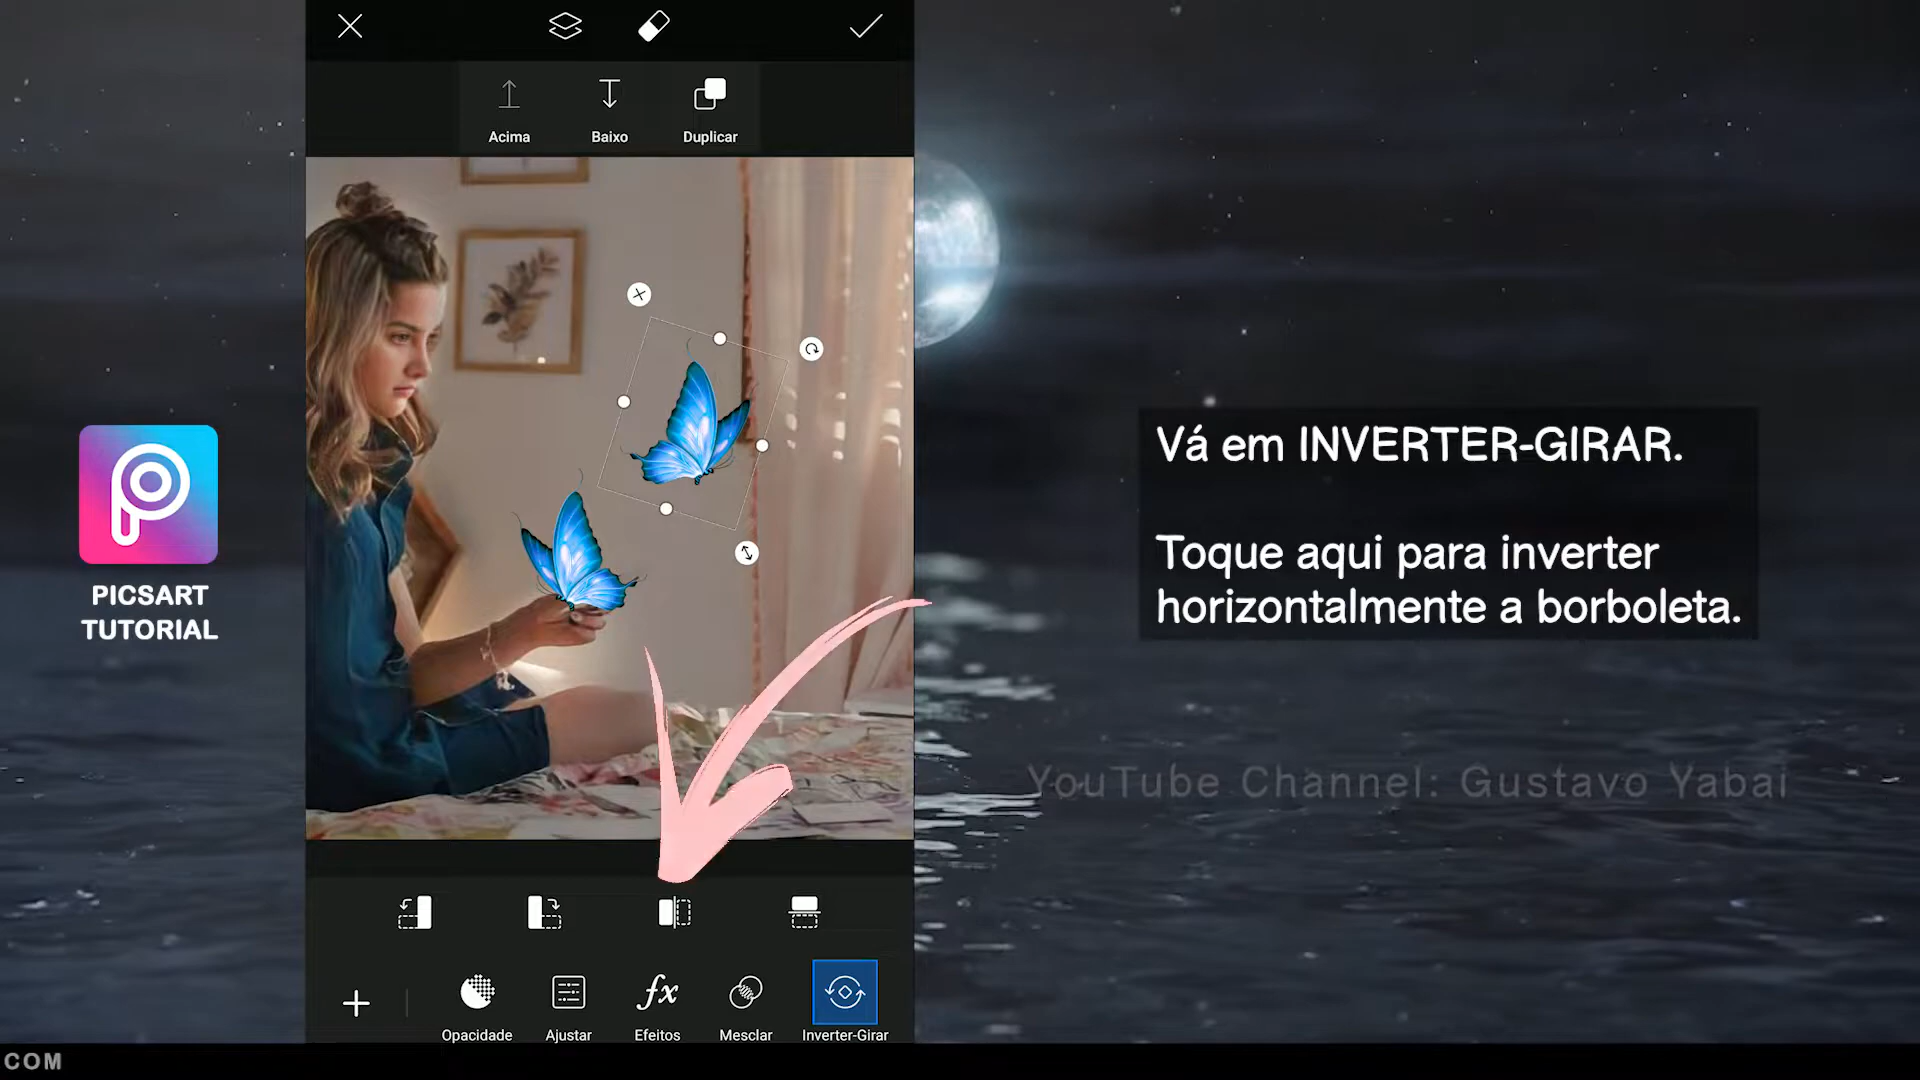 Acima
Baixo
Duplicar
PICSART
TUTORIAL
Vá em INVERTER-GIRAR.
Toque aqui para inverter
horizontalmente a borboleta.
YouTube Channel: Gustavo Yabai
fx
Opacidade
Ajustar
Efeitos
Mesclar
Inverter-Girar
COM